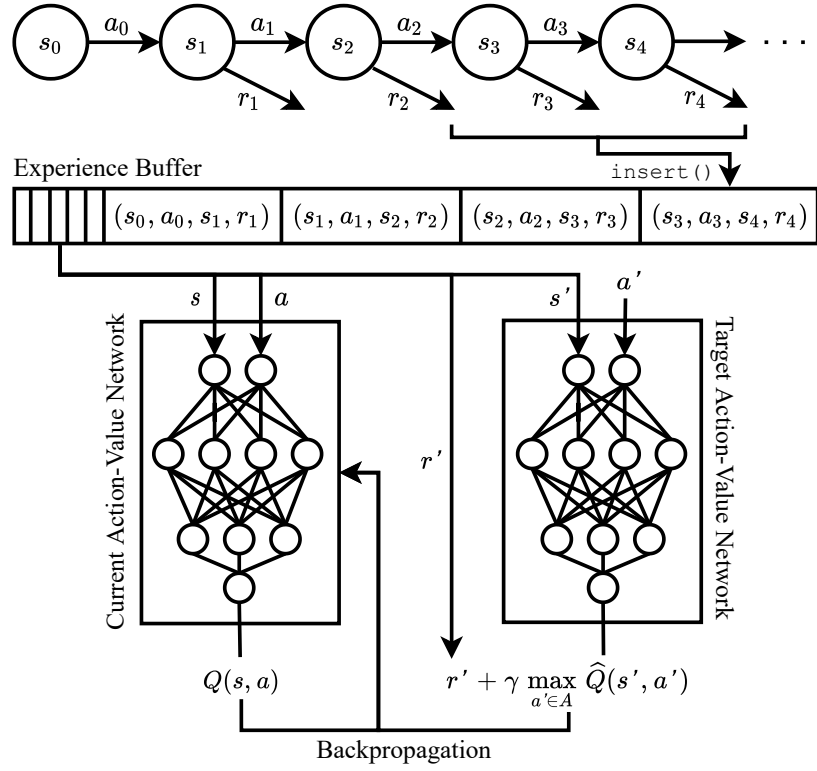 s₀ a₀ s₁ a₁ s₂ a₂ s₃ a₃ s₄ ...
r₁ r₂ r₃ r₄
insert()
Experience Buffer
(s₀, a₀, s₁, r₁) (s₁, a₁, s₂, r₂) (s₂, a₂, s₃, r₃) (s₃, a₃, s₄, r₄)
s a s' a'
Current Action-Value Network
r'
Target Action-Value Network
Q(s, a)
r' + γ max Q̂(s', a')
a'∈A
Backpropagation